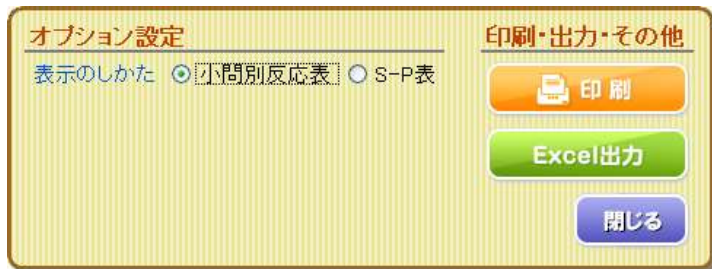 オプション設定
表示のしかた 小問別反応表 S-P表
印刷・出力・その他
印刷
Excel出力
閉じる